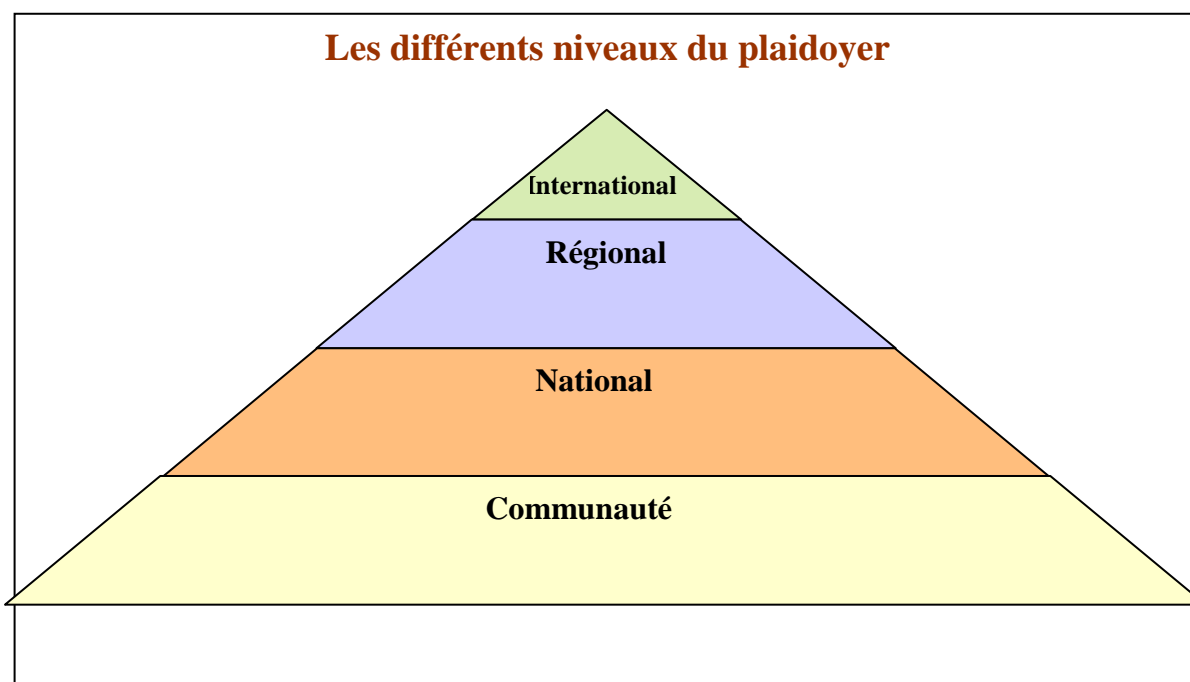 Les différents niveaux du plaidoyer
International
Régional
National
Communauté